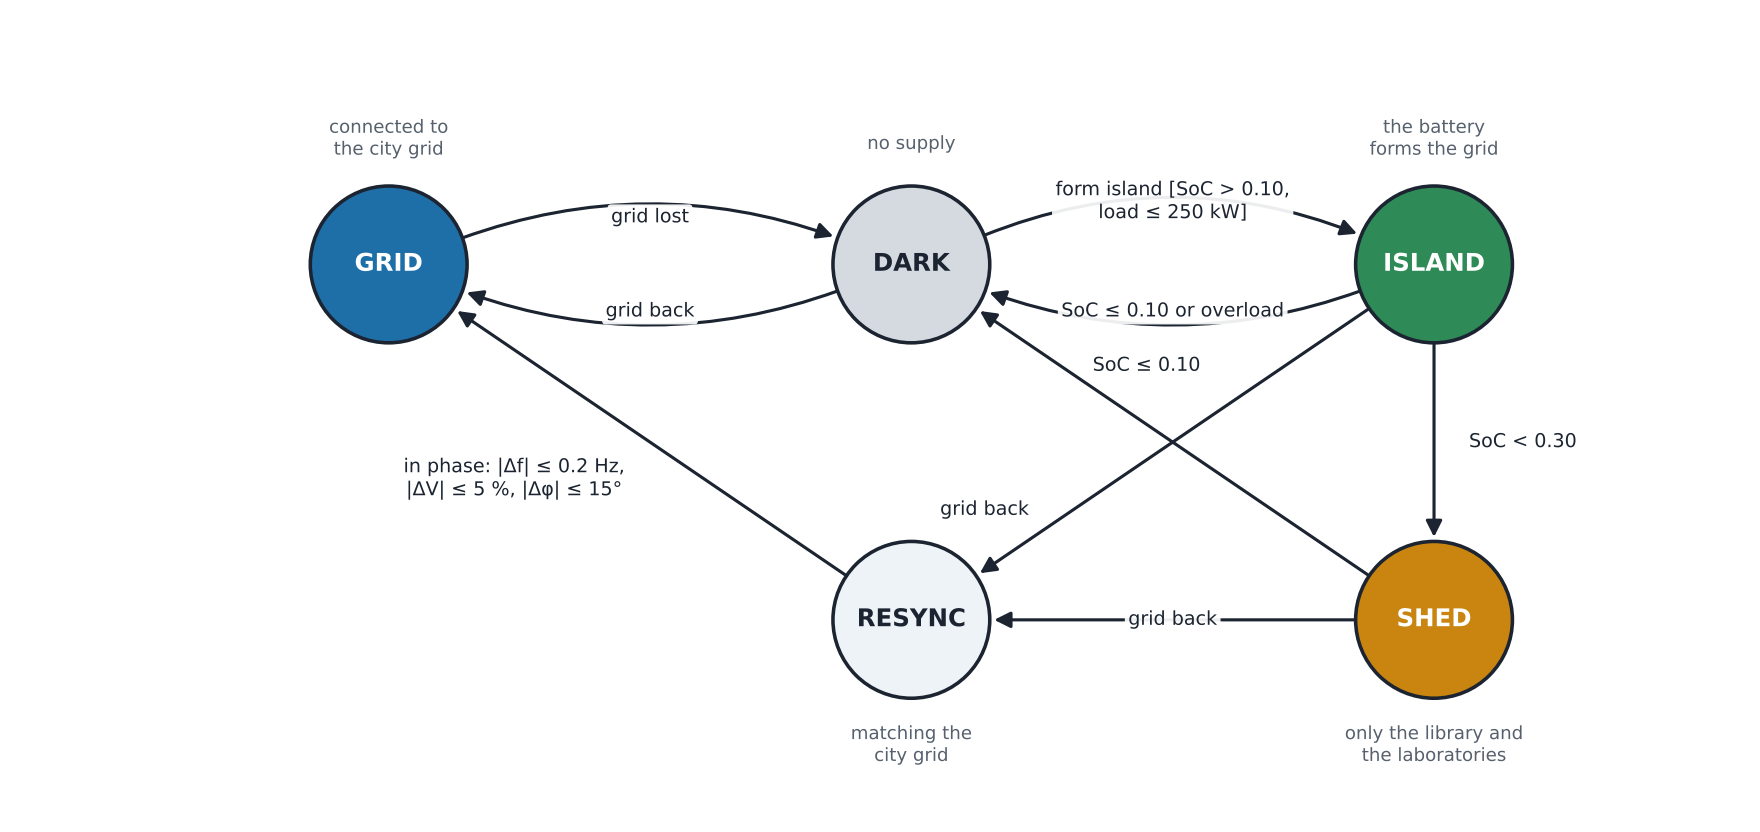 connected to
the city grid
no supply
the battery
forms the grid
form island [SoC > 0.10,
load ≤ 250 kW]
grid lost
GRID
DARK
ISLAND
grid back
SoC ≤ 0.10 or overload
SoC ≤ 0.10
SoC < 0.30
in phase: |Δf| ≤ 0.2 Hz,
|ΔV| ≤ 5 %, |Δφ| ≤ 15°
grid back
RESYNC
grid back
SHED
matching the
city grid
only the library and
the laboratories